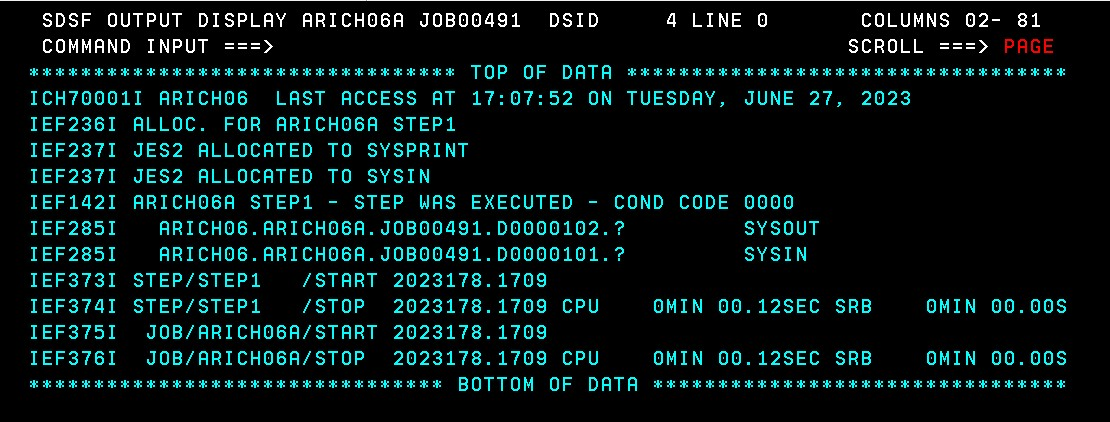 SDSF OUTPUT DISPLAY ARICH06A JOB00491  DSID     4 LINE 0       COLUMNS 02- 81
COMMAND INPUT ===>                                            SCROLL ===> PAGE
********************************* TOP OF DATA **********************************
ICH70001I ARICH06  LAST ACCESS AT 17:07:52 ON TUESDAY, JUNE 27, 2023
IEF236I ALLOC. FOR ARICH06A STEP1
IEF237I JES2 ALLOCATED TO SYSPRINT
IEF237I JES2 ALLOCATED TO SYSIN
IEF142I ARICH06A STEP1 - STEP WAS EXECUTED - COND CODE 0000
IEF285I   ARICH06.ARICH06A.JOB00491.D0000102.?         SYSOUT
IEF285I   ARICH06.ARICH06A.JOB00491.D0000101.?         SYSIN
IEF373I STEP/STEP1   /START 2023178.1709
IEF374I STEP/STEP1   /STOP  2023178.1709 CPU    0MIN 00.12SEC SRB    0MIN 00.00S
IEF375I  JOB/ARICH06A/START 2023178.1709
IEF376I  JOB/ARICH06A/STOP  2023178.1709 CPU    0MIN 00.12SEC SRB    0MIN 00.00S
******************************** BOTTOM OF DATA ********************************